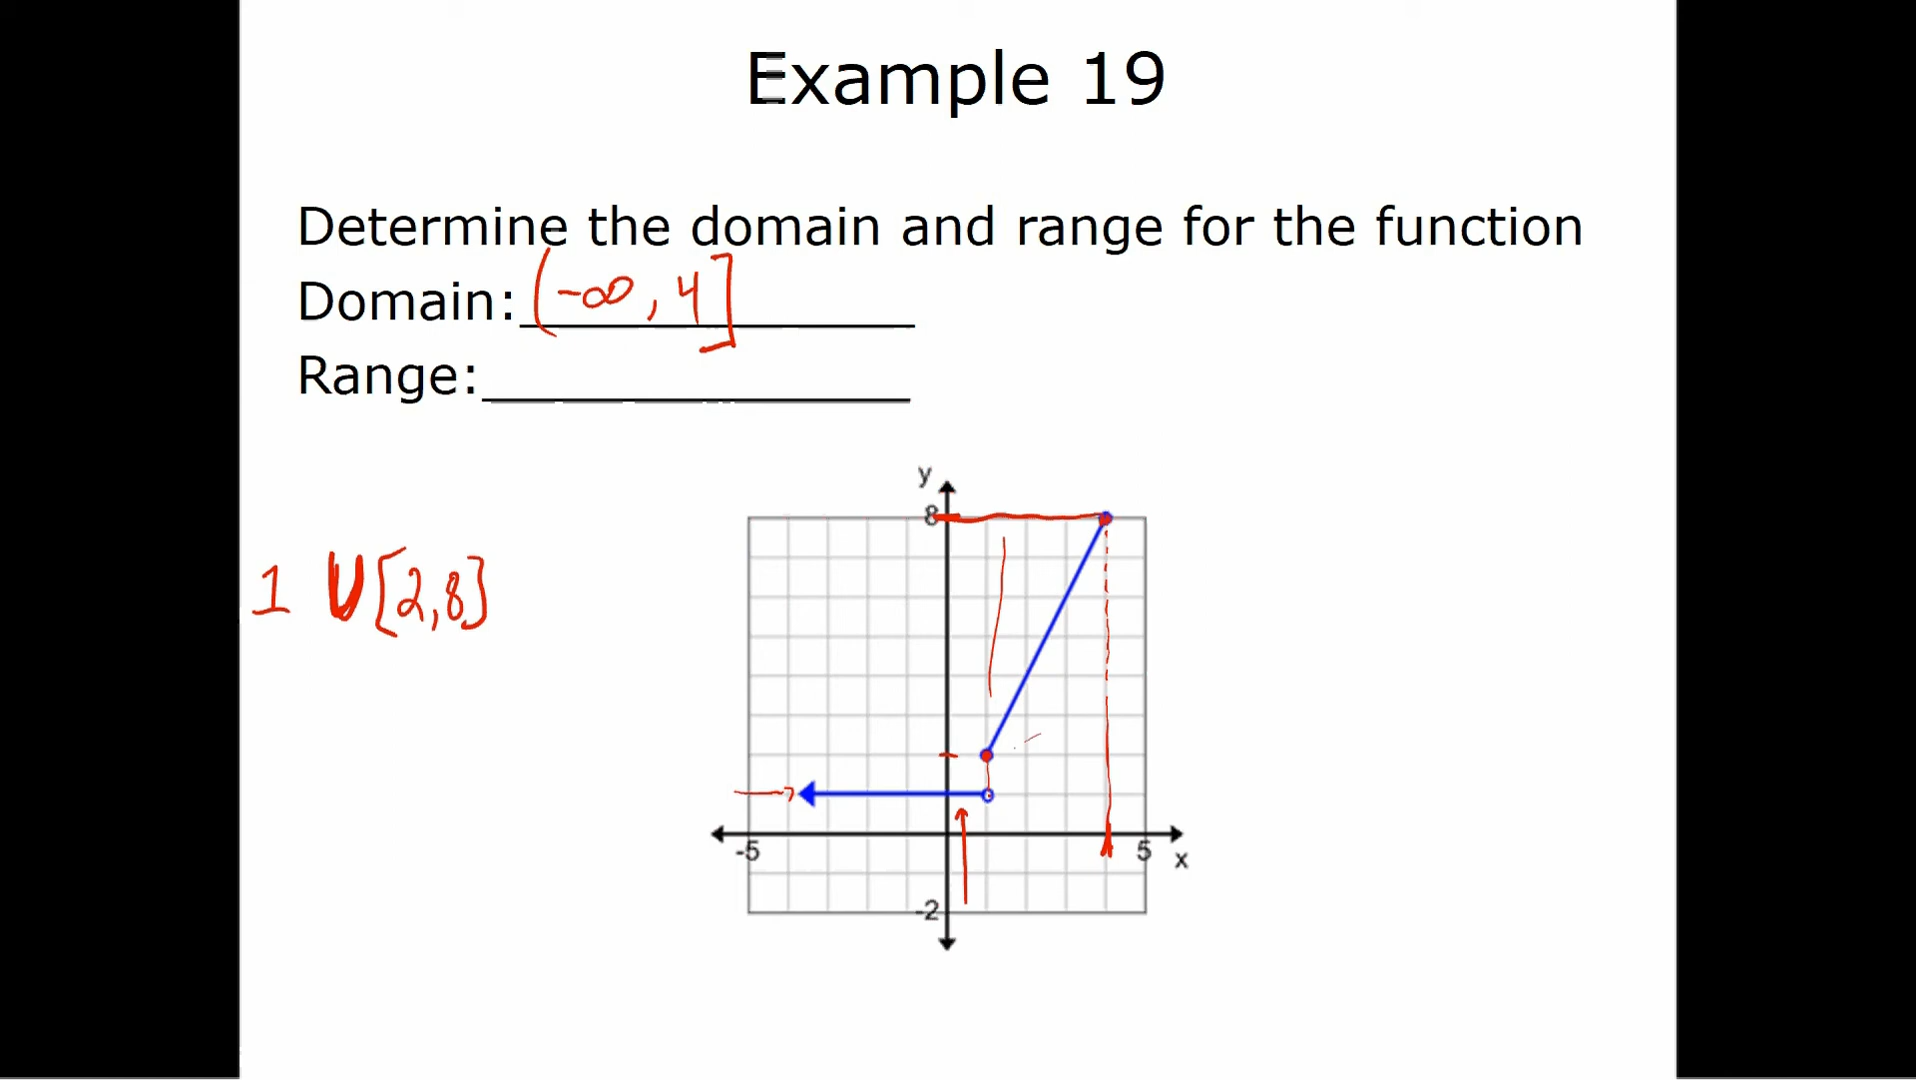 Example 19
Determine the domain and range for the function
Domain: (-∞, 4]
Range:
y
8
1 U [2,8]
-5
5
x
-2